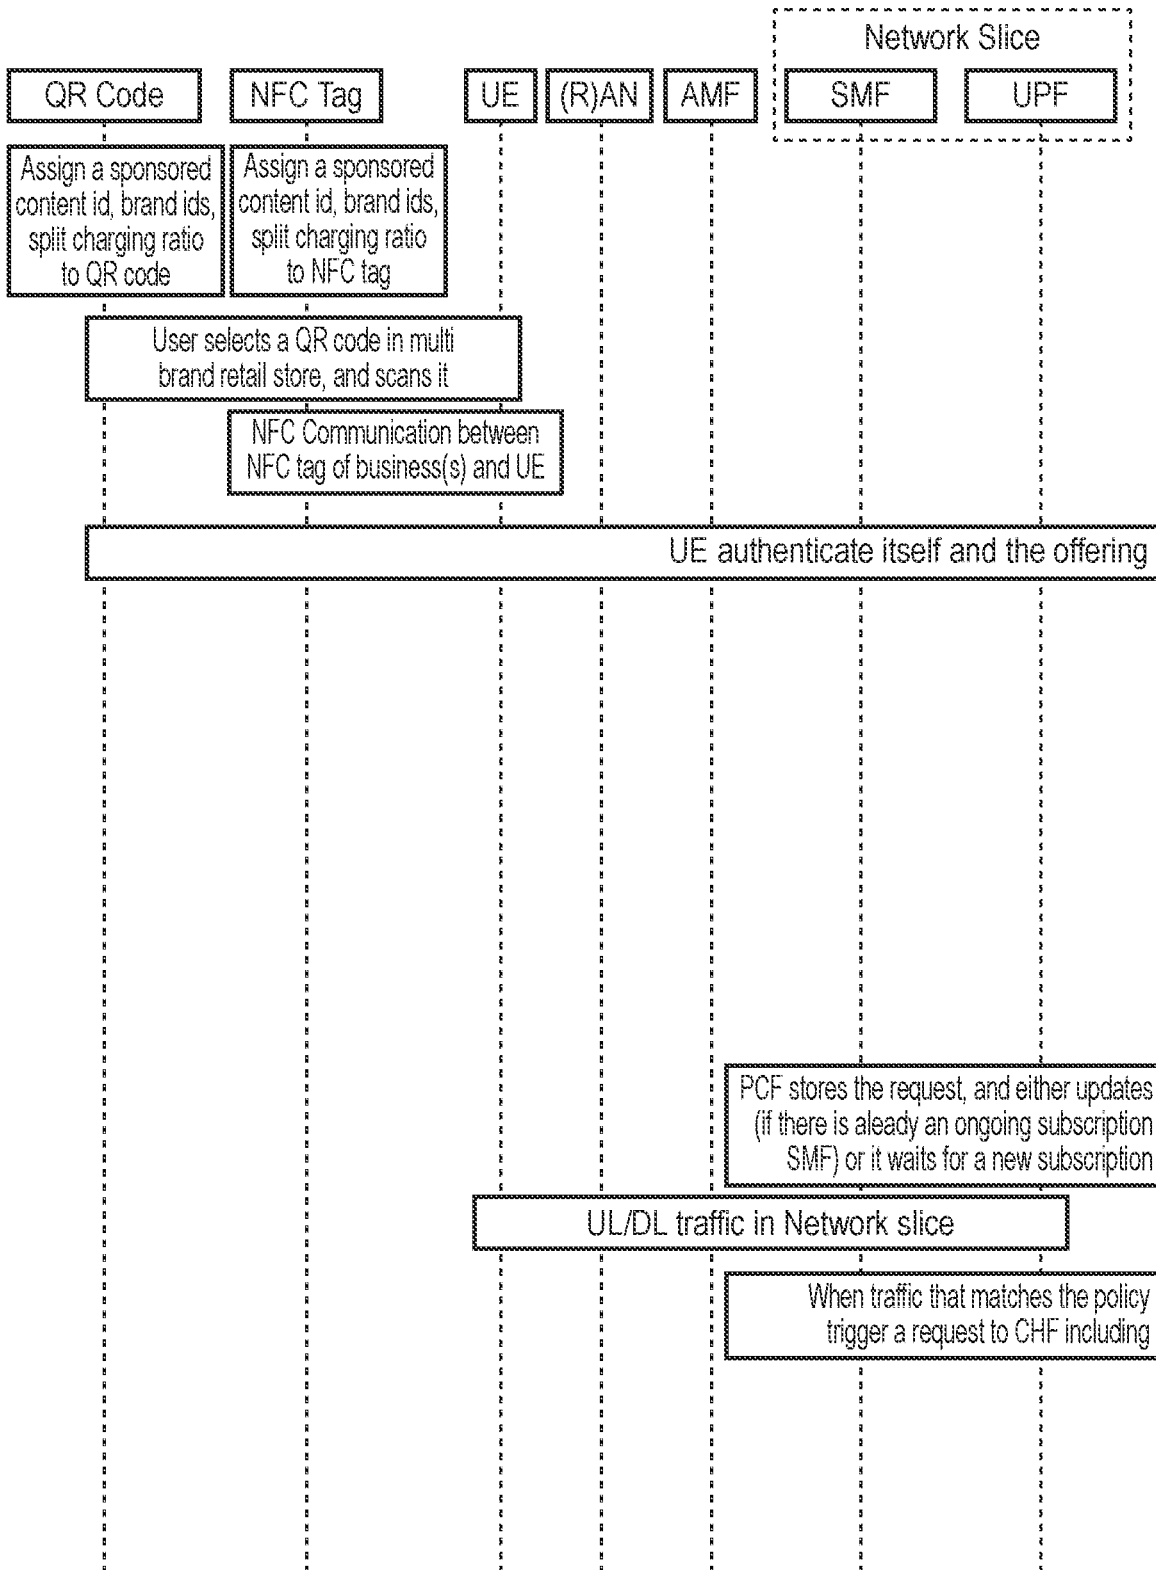 Network Slice
QR Code
NFC Tag
UE
(R)AN
AMF
SMF
UPF
Assign a sponsored
content id, brand ids,
split charging ratio
to QR code
Assign a sponsored
content id, brand ids,
split charging ratio
to NFC tag
User selects a QR code in multi
brand retail store, and scans it
NFC Communication between
NFC tag of business(s) and UE
UE authenticate itself and the offering
PCF stores the request, and either updates
(if there is aleady an ongoing subscription
SMF) or it waits for a new subscription
UL/DL traffic in Network slice
When traffic that matches the policy
trigger a request to CHF including